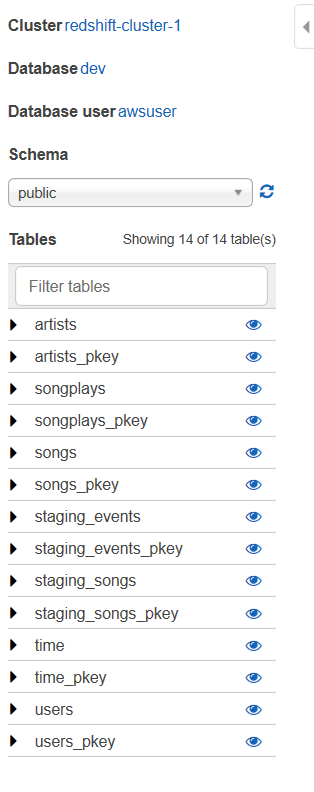 Cluster redshift-cluster-1
Database dev
Database user awsuser
Schema
public
Tables Showing 14 of 14 table(s)
Filter tables
artists
artists_pkey
songplays
songplays_pkey
songs
songs_pkey
staging_events
staging_events_pkey
staging_songs
staging_songs_pkey
time
time_pkey
users
users_pkey